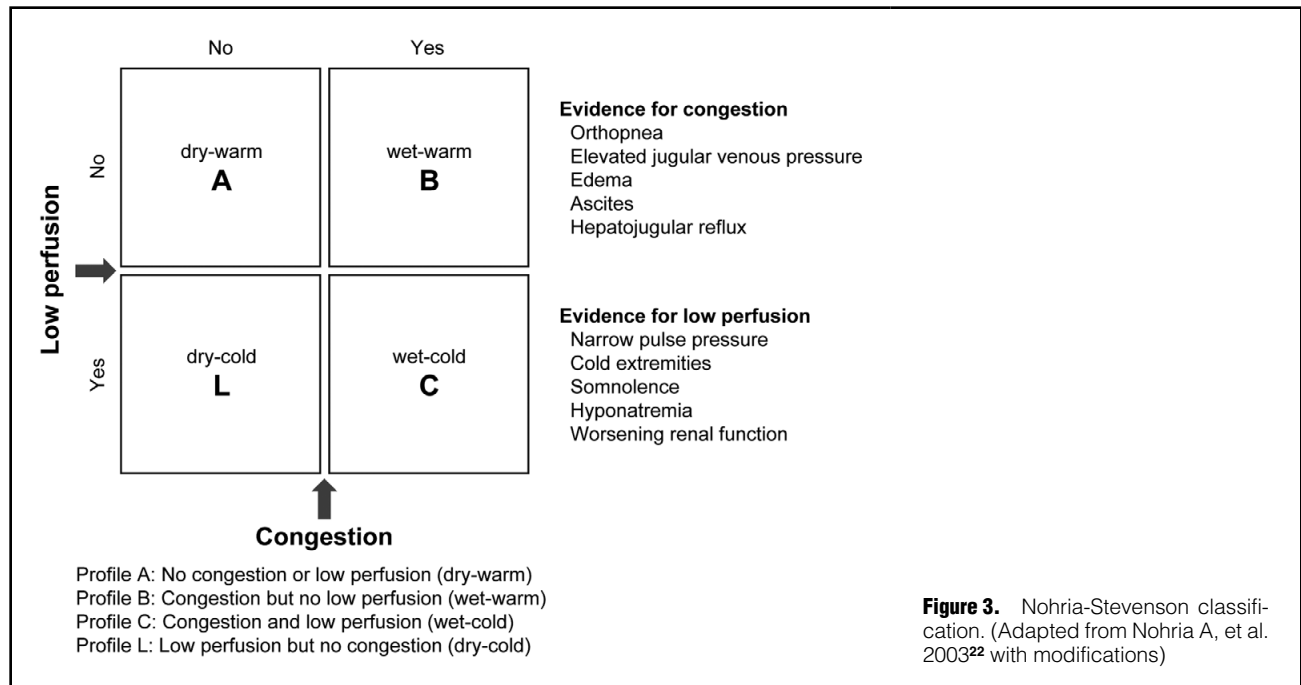 No
Yes
No
dry-warm
A
wet-warm
B
Evidence for congestion
Orthopnea
Elevated jugular venous pressure
Edema
Ascites
Hepatojugular reflux
Low perfusion
Yes
dry-cold
L
wet-cold
C
Evidence for low perfusion
Narrow pulse pressure
Cold extremities
Somnolence
Hyponatremia
Worsening renal function
Congestion
Profile A: No congestion or low perfusion (dry-warm)
Profile B: Congestion but no low perfusion (wet-warm)
Profile C: Congestion and low perfusion (wet-cold)
Profile L: Low perfusion but no congestion (dry-cold)
Figure 3. Nohria-Stevenson classifi-
cation. (Adapted from Nohria A, et al.
2003²² with modifications)